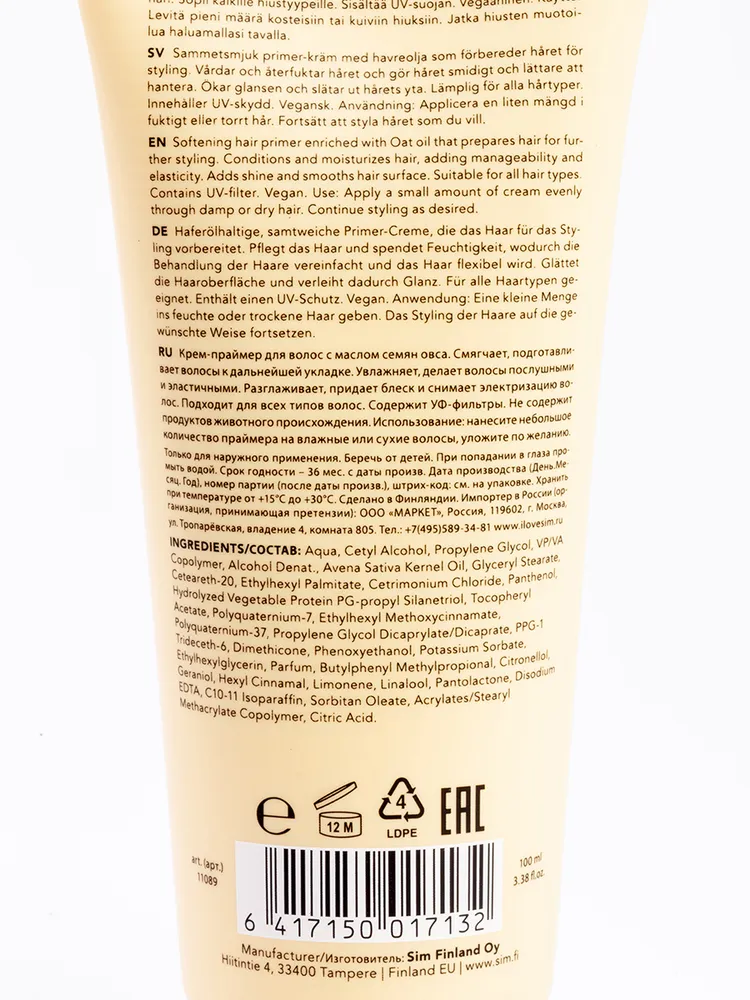 Sopii kaikille hiustyypeille. Sisältää UV-suojan. Vegaaninen.
Levitä pieni määrä kosteisiin tai kuiviin hiuksiin. Jatka hiusten muotoi-
lua haluamallasi tavalla.
SV Sammetsmjuk primer-kräm med havreolja som förbereder håret för
styling. Vårdar och återfuktar håret och gör håret smidigt och lättare att
hantera. Ökar glansen och slätar ut hårets yta. Lämplig för alla hårtyper.
Innehåller UV-skydd. Vegansk. Användning: Applicera en liten mängd i
fuktigt eller torrt hår. Fortsätt att styla håret som du vill.
EN Softening hair primer enriched with Oat oil that prepares hair for fur-
ther styling. Conditions and moisturizes hair, adding manageability and
elasticity. Adds shine and smooths hair surface. Suitable for all hair types.
Contains UV-filter. Vegan. Use: Apply a small amount of cream evenly
through damp or dry hair. Continue styling as desired.
DE Haferölhaltige, samtweiche Primer-Creme, die das Haar für das Sty-
ling vorbereitet. Pflegt das Haar und spendet Feuchtigkeit, wodurch die
Behandlung der Haare vereinfacht und das Haar flexibel wird. Glättet
die Haaroberfläche und verleiht dadurch Glanz. Für alle Haartypen ge-
eignet. Enthält einen UV-Schutz. Vegan. Anwendung: Eine kleine Menge
ins feuchte oder trockene Haar geben. Das Styling der Haare auf die ge-
wünschte Weise fortsetzen.
RU Крем-праймер для волос с маслом семян овса. Смягчает, подготавли-
вает волосы к дальнейшей укладке. Увлажняет, делает волосы послушными
и эластичными. Разглаживает, придает блеск и снимает электризацию во-
лос. Подходит для всех типов волос. Содержит УФ-фильтры. Не содержит
продуктов животного происхождения. Использование: нанесите небольшое
количество праймера на влажные или сухие волосы, уложите по желанию.
Только для наружного применения. Беречь от детей. При попадании в глаза про-
мыть водой. Срок годности – 36 мес. с даты произв. Дата производства (День.Ме-
сяц. Год), номер партии (после даты произв.), штрих-код: см. на упаковке. Хранить
при температуре от +15°C до +30°C. Сделано в Финляндии. Импортер в России (ор-
ганизация, принимающая претензии): ООО «МАРКЕТ», Россия, 119602, г. Москва,
ул. Тропарёвская, владение 4, комната 805. Тел.: +7(495)589-34-81 www.ilovesim.ru
INGREDIENTS/СОСТАВ: Aqua, Cetyl Alcohol, Propylene Glycol, VP/VA
Copolymer, Alcohol Denat., Avena Sativa Kernel Oil, Glyceryl Stearate,
Ceteareth-20, Ethylhexyl Palmitate, Cetrimonium Chloride, Panthenol,
Hydrolyzed Vegetable Protein PG-propyl Silanetriol, Tocopheryl
Acetate, Polyquaternium-7, Ethylhexyl Methoxycinnamate,
Polyquaternium-37, Propylene Glycol Dicaprylate/Dicaprate, PPG-1
Trideceth-6, Dimethicone, Phenoxyethanol, Potassium Sorbate,
Ethylhexylglycerin, Parfum, Butylphenyl Methylpropional, Citronellol,
Geraniol, Hexyl Cinnamal, Limonene, Linalool, Pantolactone, Disodium
EDTA, C10-11 Isoparaffin, Sorbitan Oleate, Acrylates/Stearyl
Methacrylate Copolymer, Citric Acid.
e 12 M 4 LDPE EAC
art. (арт.)
11089
100 ml
3.38 fl.oz.
6 417150 017132
Manufacturer/Изготовитель: Sim Finland Oy
Hiitintie 4, 33400 Tampere | Finland EU | www.sim.fi